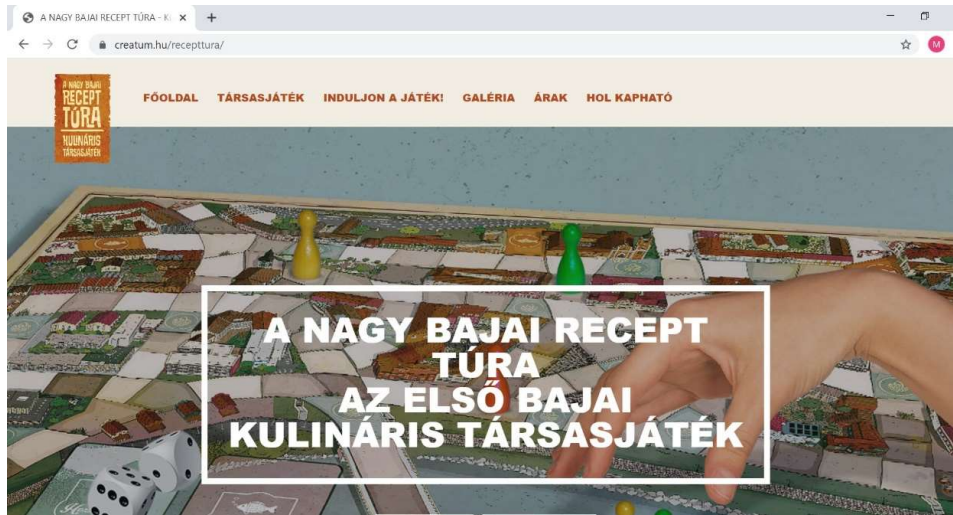 A NAGY BAJAI RECEPT TÚRA - K
creatum.hu/recepttura/
M
A NAGY BAJAI
RECEPT
TÚRA
KULINÁRIS
TÁRSASJÁTÉK
FŐOLDAL TÁRSASJÁTÉK INDULJON A JÁTÉK! GALÉRIA ÁRAK HOL KAPHATÓ
A NAGY BAJAI RECEPT
TÚRA
AZ ELSŐ BAJAI
KULINÁRIS TÁRSASJÁTÉK